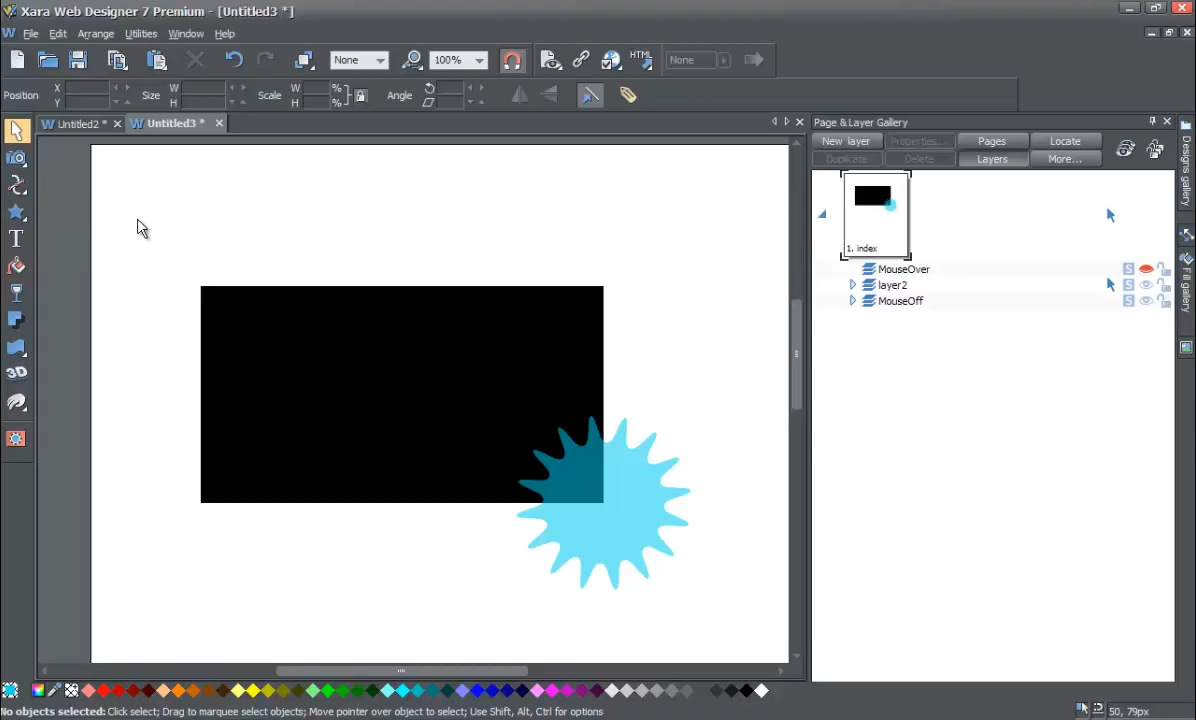 Xara Web Designer 7 Premium - [Untitled3 *]
File Edit Arrange Utilities Window Help
None 100% HTML None
Position X Y Size W H Scale W H % % Angle
Untitled2 * Untitled3 *
Page & Layer Gallery
New layer Properties... Pages Locate
Duplicate Delete Layers More...
1. index
MouseOver S
layer2 S
MouseOff S
T
3D
Designs gallery
Fill gallery
No objects selected: Click select; Drag to marquee select objects; Move pointer over object to select; Use Shift, Alt, Ctrl for options
50, 79px